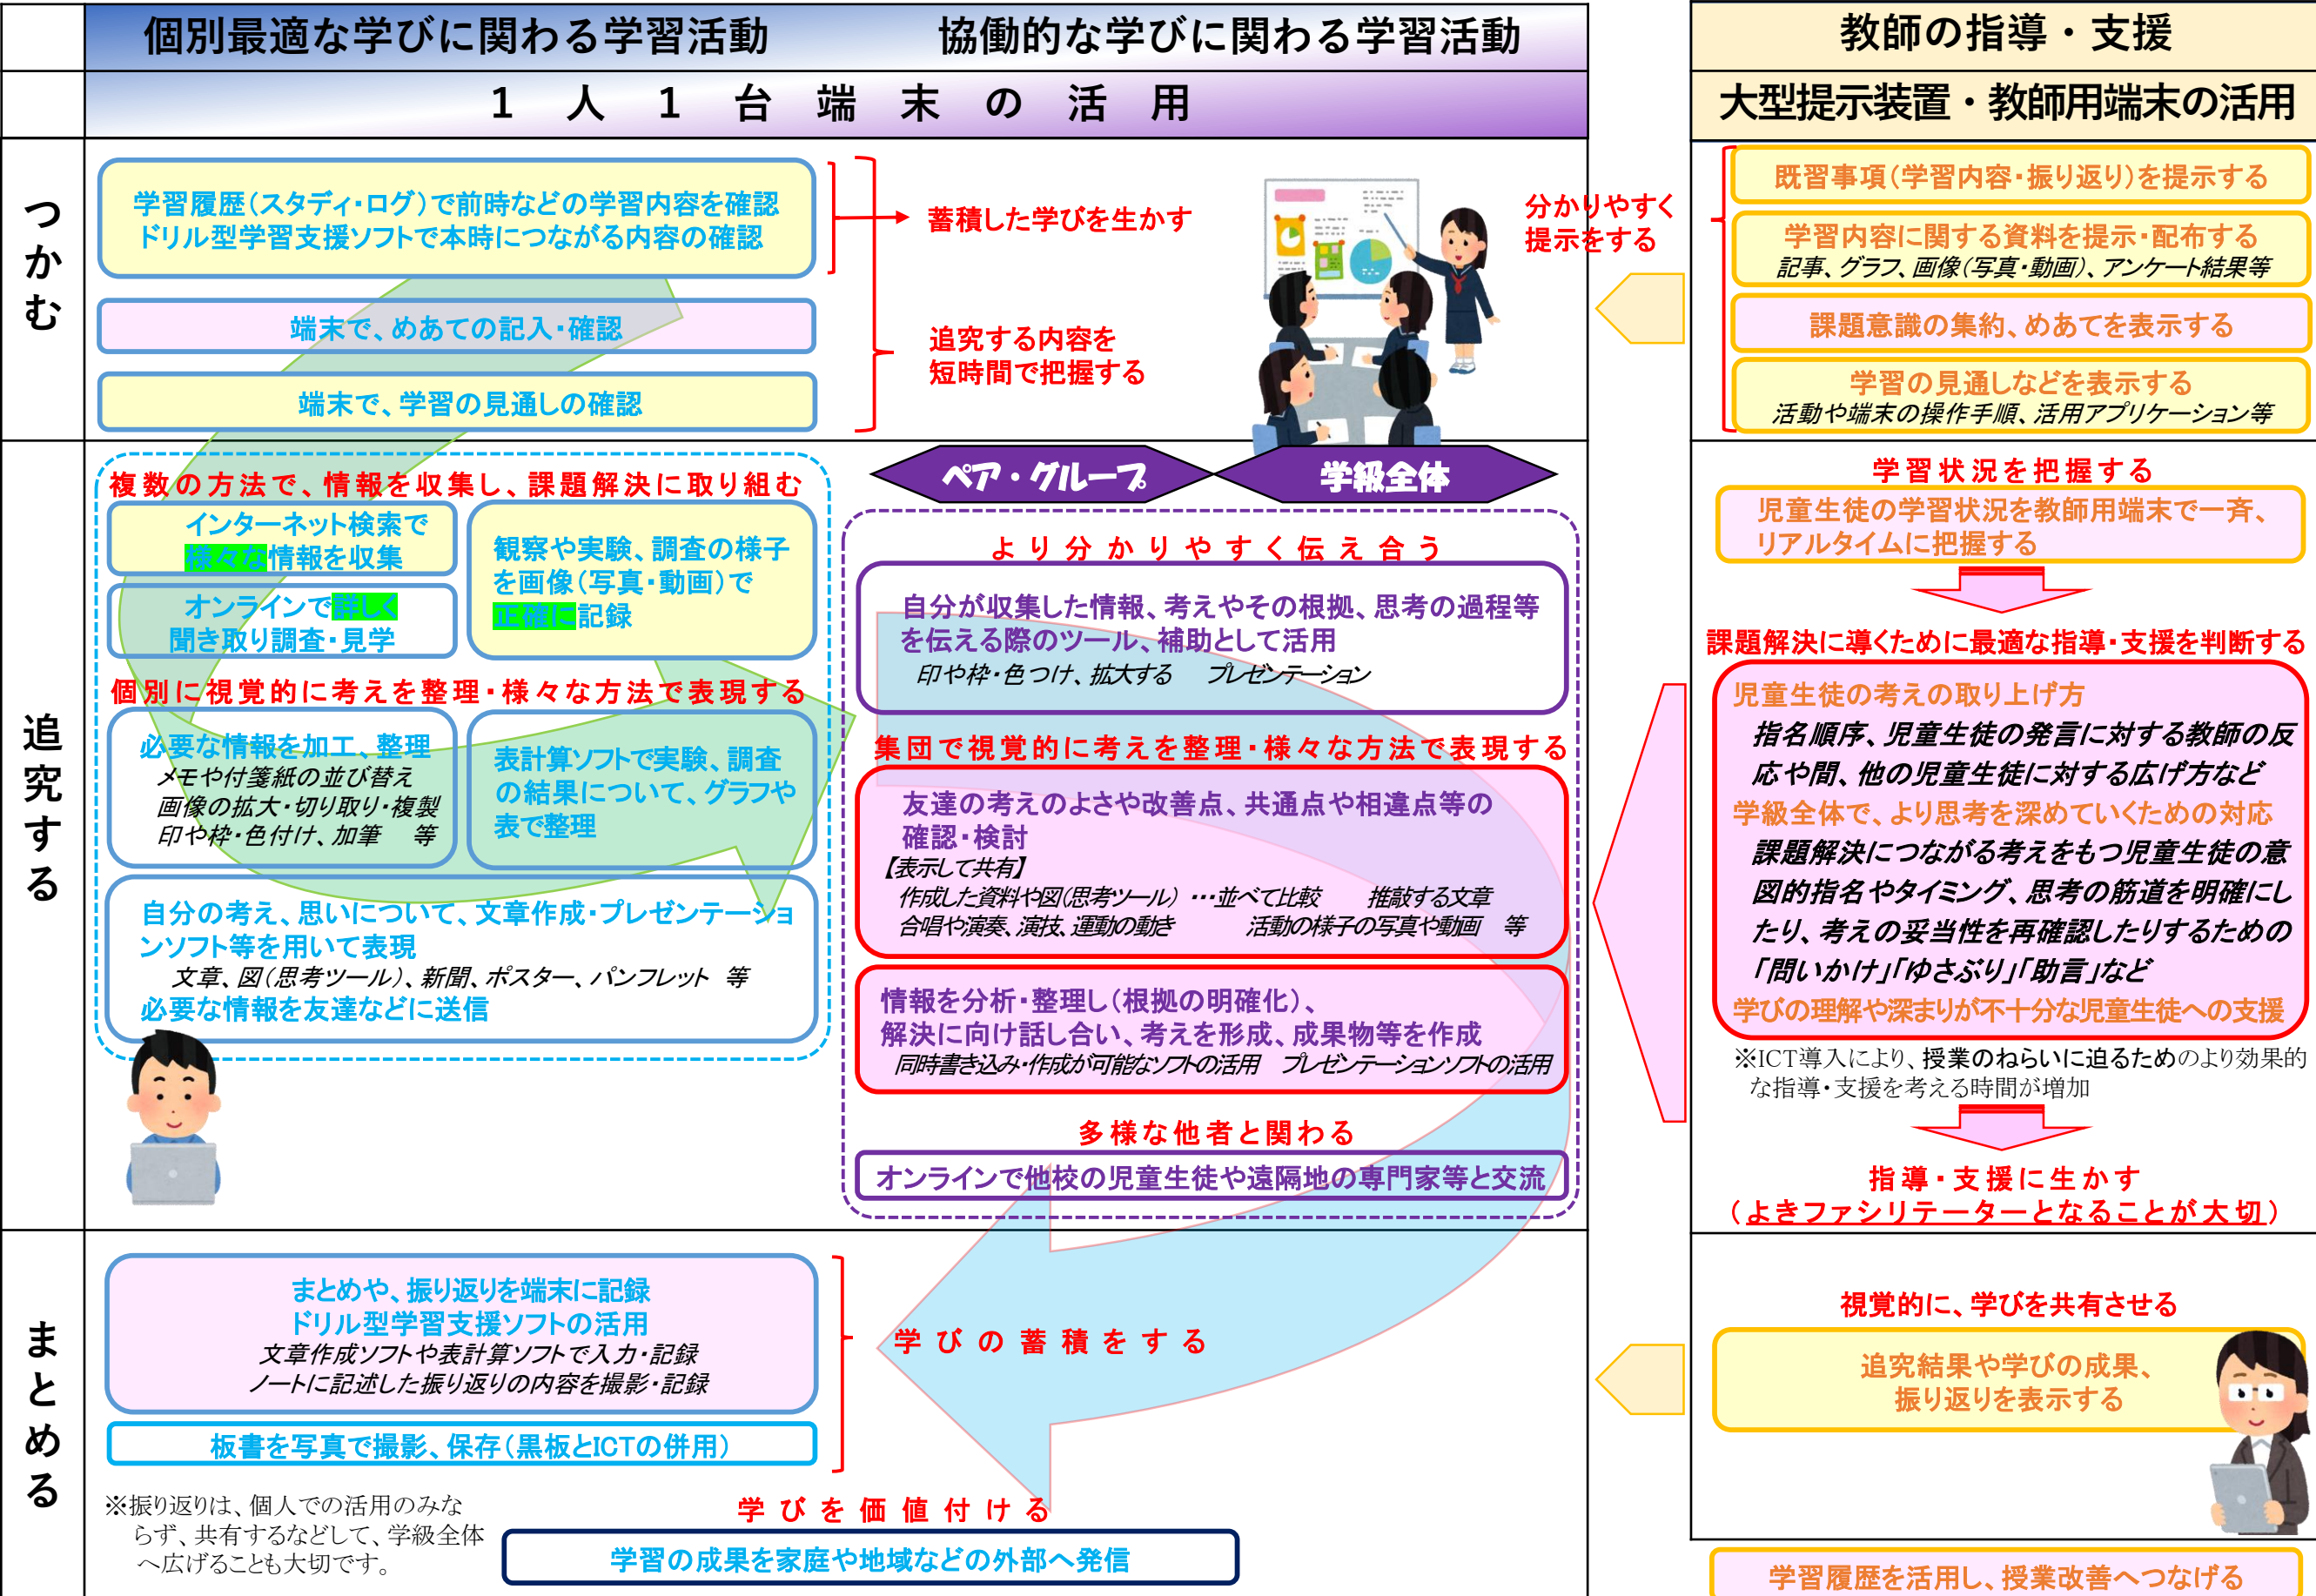 個別最適な学びに関わる学習活動
協働的な学びに関わる学習活動
1人1台端末の活用
教師の指導・支援
大型提示装置・教師用端末の活用
つかむ
学習履歴(スタディ・ログ)で前時などの学習内容を確認
ドリル型学習支援ソフトで本時につながる内容の確認
端末で、めあての記入・確認
端末で、学習の見通しの確認
蓄積した学びを生かす
追究する内容を
短時間で把握する
分かりやすく
提示をする
既習事項(学習内容・振り返り)を提示する
学習内容に関する資料を提示・配布する
記事、グラフ、画像(写真・動画)、アンケート結果等
課題意識の集約、めあてを表示する
学習の見通しなどを表示する
活動や端末の操作手順、活用アプリケーション等
追究する
複数の方法で、情報を収集し、課題解決に取り組む
インターネット検索で
様々な情報を収集
オンラインで詳しく
聞き取り調査・見学
観察や実験、調査の様子
を画像(写真・動画)で
正確に記録
個別に視覚的に考えを整理・様々な方法で表現する
必要な情報を加工、整理
メモや付箋紙の並び替え
画像の拡大・切り取り・複製
印や枠・色付け、加筆 等
表計算ソフトで実験、調査
の結果について、グラフや
表で整理
自分の考え、思いについて、文章作成・プレゼンテーショ
ンソフト等を用いて表現
文章、図(思考ツール)、新聞、ポスター、パンフレット 等
必要な情報を友達などに送信
ペア・グループ
学級全体
より分かりやすく伝え合う
自分が収集した情報、考えやその根拠、思考の過程等
を伝える際のツール、補助として活用
印や枠・色つけ、拡大する プレゼンテーション
集団で視覚的に考えを整理・様々な方法で表現する
友達の考えのよさや改善点、共通点や相違点等の
確認・検討
【表示して共有】
作成した資料や図(思考ツール)…並べて比較 推敲する文章
合唱や演奏、演技、運動の動き 活動の様子の写真や動画 等
情報を分析・整理し(根拠の明確化)、
解決に向け話し合い、考えを形成、成果物等を作成
同時書き込み・作成が可能なソフトの活用 プレゼンテーションソフトの活用
多様な他者と関わる
オンラインで他校の児童生徒や遠隔地の専門家等と交流
学習状況を把握する
児童生徒の学習状況を教師用端末で一斉、
リアルタイムに把握する
課題解決に導くために最適な指導・支援を判断する
児童生徒の考えの取り上げ方
指名順序、児童生徒の発言に対する教師の反
応や間、他の児童生徒に対する広げ方など
学級全体で、より思考を深めていくための対応
課題解決につながる考えをもつ児童生徒の意
図的指名やタイミング、思考の筋道を明確にし
たり、考えの妥当性を再確認したりするための
「問いかけ」「ゆさぶり」「助言」など
学びの理解や深まりが不十分な児童生徒への支援
※ICT導入により、授業のねらいに迫るためのより効果的
な指導・支援を考える時間が増加
指導・支援に生かす
(よきファシリテーターとなることが大切)
まとめる
まとめや、振り返りを端末に記録
ドリル型学習支援ソフトの活用
文章作成ソフトや表計算ソフトで入力・記録
ノートに記述した振り返りの内容を撮影・記録
板書を写真で撮影、保存(黒板とICTの併用)
学びの蓄積をする
※振り返りは、個人での活用のみな
らず、共有するなどして、学級全体
へ広げることも大切です。
学びを価値付ける
学習の成果を家庭や地域などの外部へ発信
視覚的に、学びを共有させる
追究結果や学びの成果、
振り返りを表示する
学習履歴を活用し、授業改善へつなげる